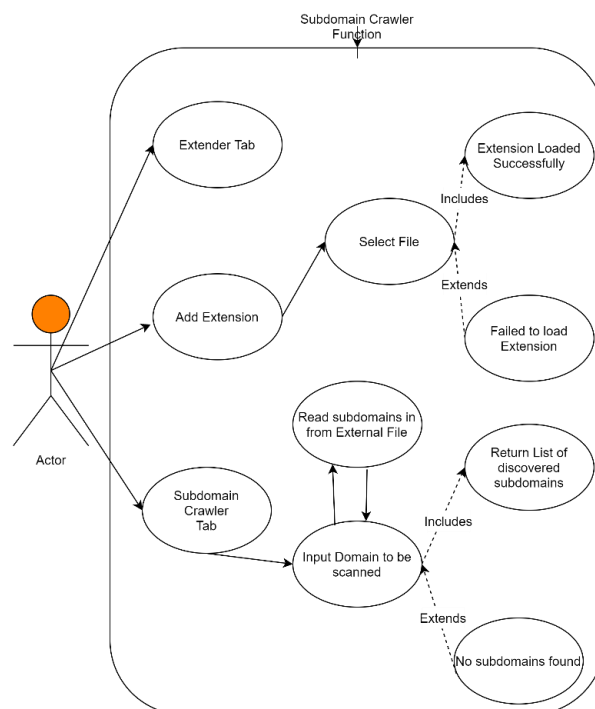 Subdomain Crawler
Function
Extender Tab
Extension Loaded
Successfully
Includes
Select File
Extends
Add Extension
Failed to load
Extension
Actor
Read subdomains in
from External File
Return List of
discovered
subdomains
Subdomain
Crawler
Tab
Includes
Input Domain to be
scanned
Extends
No subdomains found